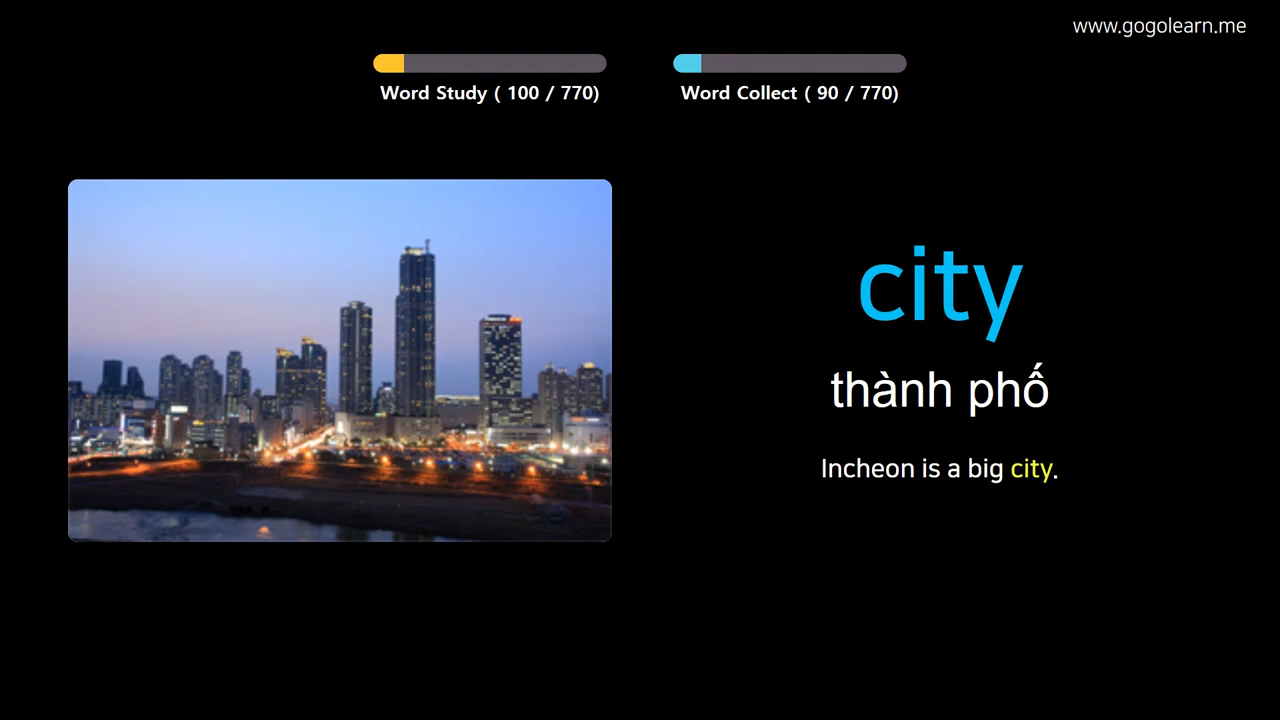 www.gogolearn.me
Word Study ( 100 / 770)
Word Collect ( 90 / 770)
city
thành phố
Incheon is a big city.